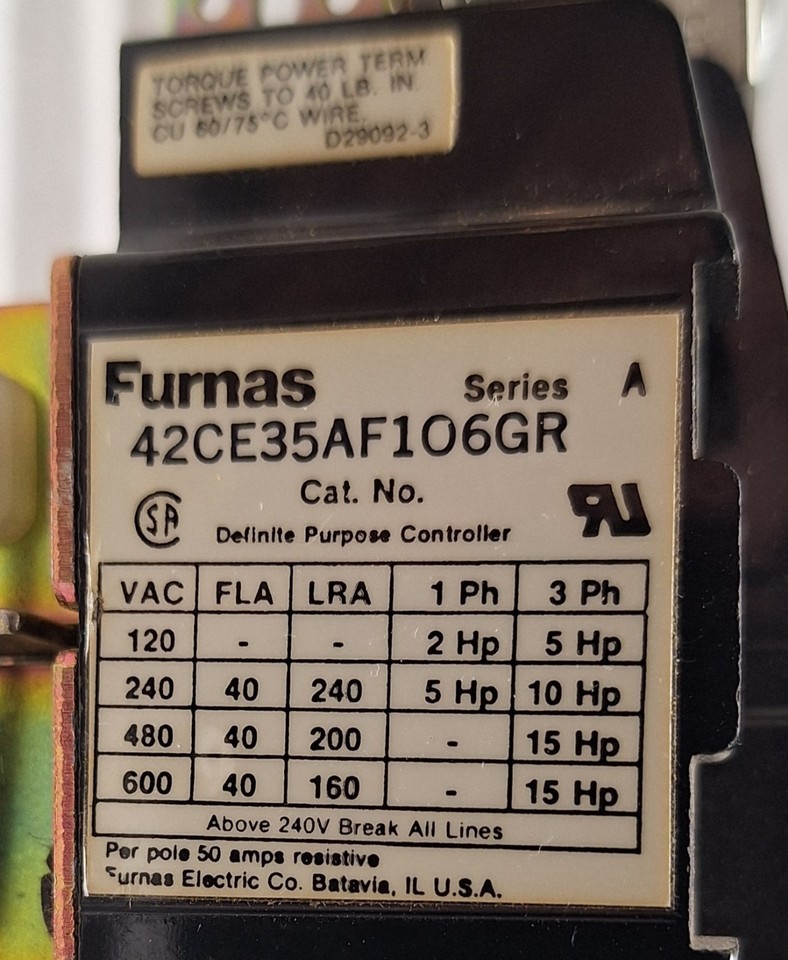 TORQUE POWER TERM
SCREWS TO 40 LB. IN
CU 60/75°C WIRE.
D29092-3
Furnas Series A
42CE35AF106GR
Cat. No.
SA RU
Definite Purpose Controller
VAC FLA LRA 1 Ph 3 Ph
120 - - 2 Hp 5 Hp
240 40 240 5 Hp 10 Hp
480 40 200 - 15 Hp
600 40 160 - 15 Hp
Above 240V Break All Lines
Per pole 50 amps resistive
Furnas Electric Co. Batavia, IL U.S.A.